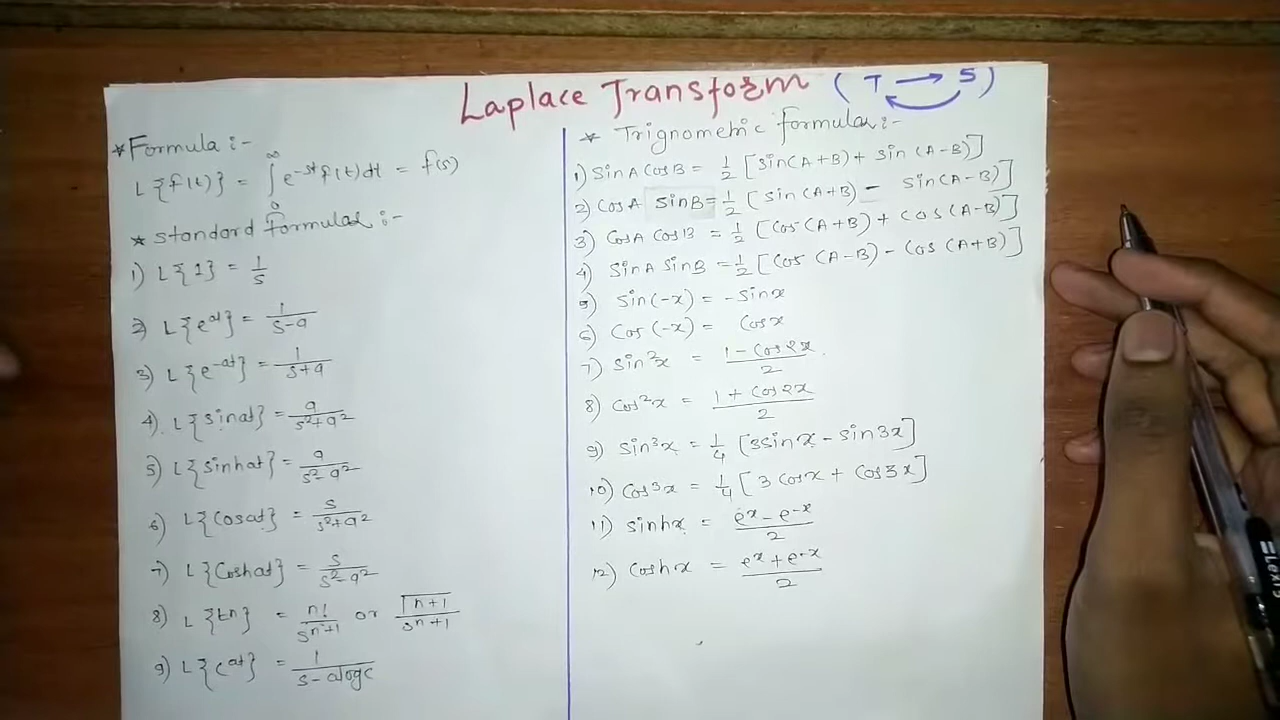 Laplace Transform ( T → S )
* Formula :-
L{f(t)} = ∫₀^∞ e^-st f(t)dt = f(s)
* standard formulas :-
1) L{1} = 1/s
2) L{e^at} = 1/(s-a)
3) L{e^-at} = 1/(s+a)
4) L{sinat} = a/(s²+a²)
5) L{sinhat} = a/(s²-a²)
6) L{cosat} = s/(s²+a²)
7) L{coshat} = s/(s²-a²)
8) L{t^n} = n!/s^n+1 or Γn+1/s^n+1
9) L{c^at} = 1/(s-alogc)
* Trignometric formulas :-
1) SinA CosB = 1/2 [sin(A+B) + sin(A-B)]
2) CosA sinB = 1/2 [sin(A+B) - sin(A-B)]
3) CosA CosB = 1/2 [cos(A+B) + cos(A-B)]
4) SinA SinB = 1/2 [cos(A-B) - cos(A+B)]
5) sin(-x) = -sinx
6) Cos(-x) = Cosx
7) sin²x = (1-cos2x)/2
8) cos²x = (1+cos2x)/2
9) sin³x = 1/4 [3sinx - sin3x]
10) cos³x = 1/4 [3 cosx + cos3x]
11) sinhx = (e^x - e^-x)/2
12) coshx = (e^x + e^-x)/2
Lexi5